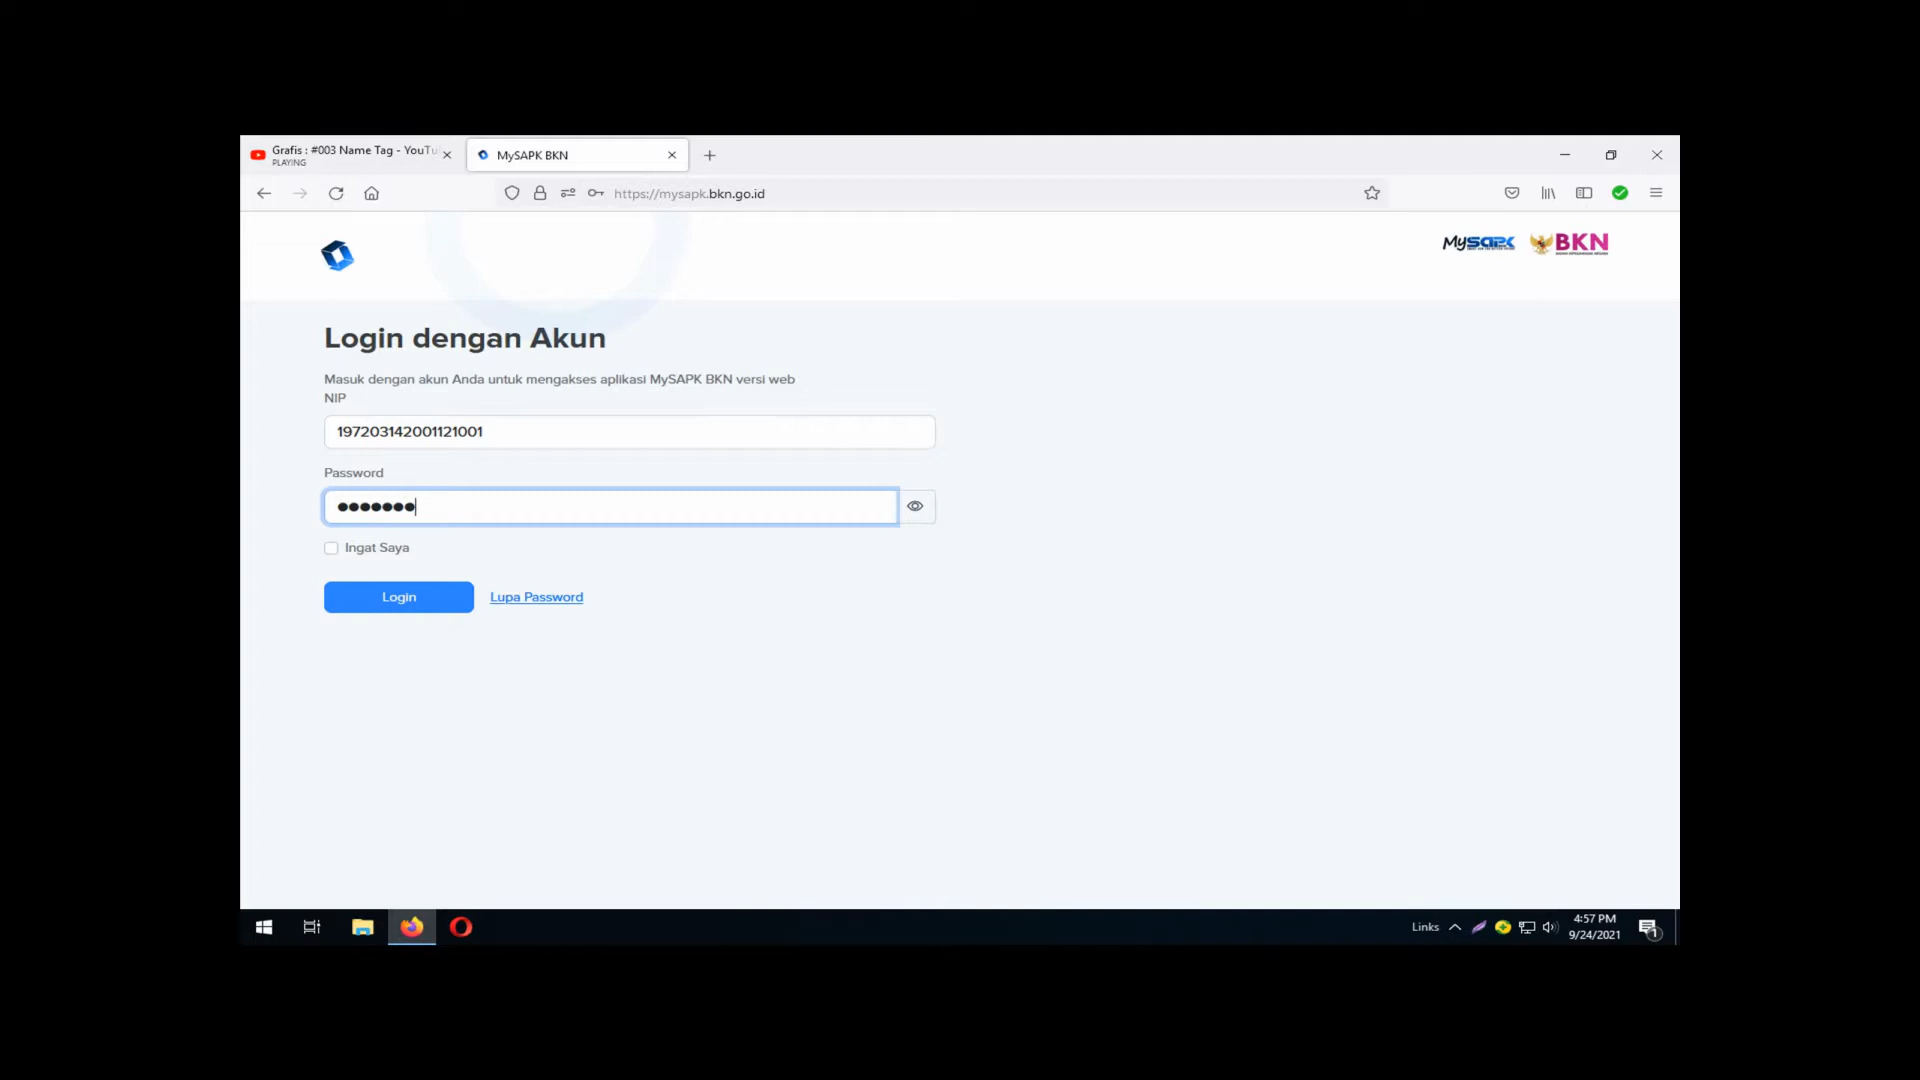 Grafis : #003 Name Tag - YouTu
PLAYING
MySAPK BKN
https://mysapk.bkn.go.id
Mysapk
BKN
Login dengan Akun
Masuk dengan akun Anda untuk mengakses aplikasi MySAPK BKN versi web
NIP
197203142001121001
Password
Ingat Saya
Login
Lupa Password
Links
4:57 PM
9/24/2021
1